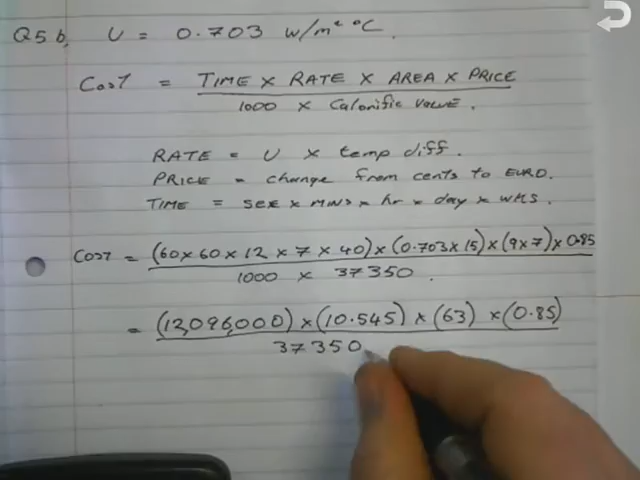 Q5 b, U = 0.703 W/m² °C.
COST = TIME × RATE × AREA × PRICE
1000 × Calorific value.
RATE = U × temp diff.
PRICE = change from cents to EURO.
TIME = sec × MINS × hr × day × WKS.
COST = (60×60×12×7×40)×(0.703×15)×(9×7)×0.85
1000 × 37350.
= (12,096,000)×(10.545)×(63)×(0.85)
37350